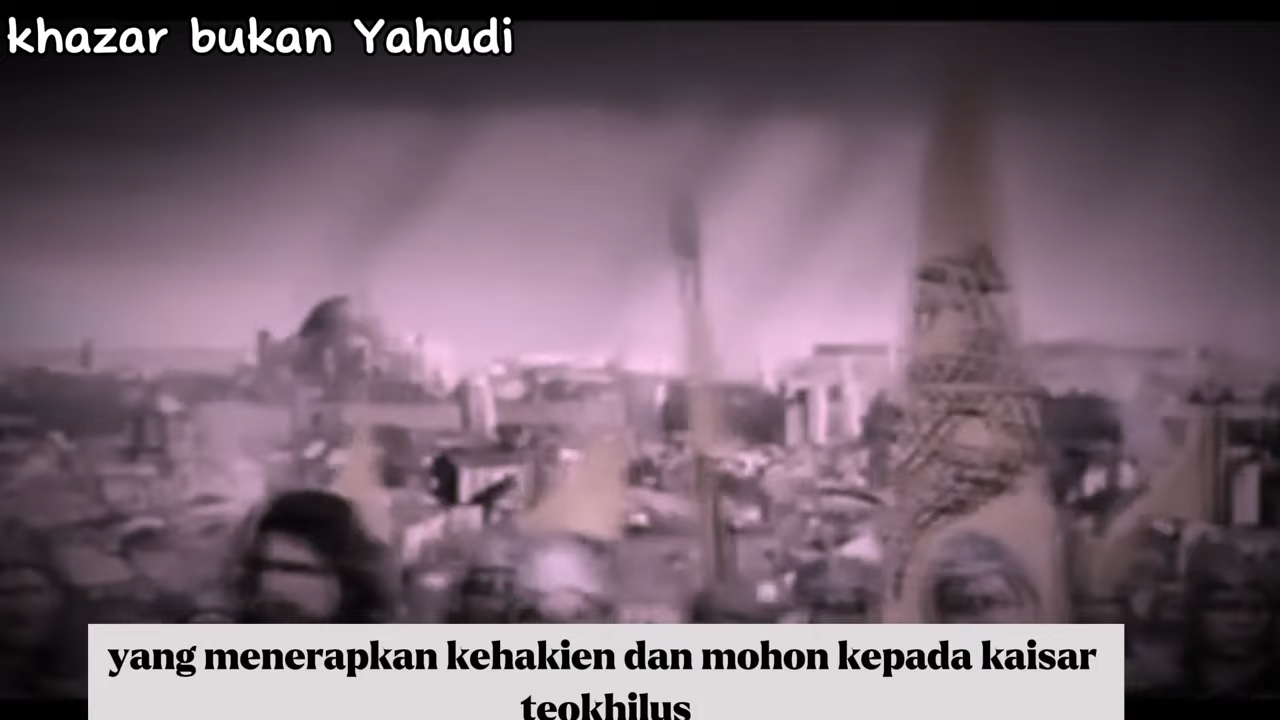 khazar bukan Yahudi
yang menerapkan kehakien dan mohon kepada kaisar
teokhilus